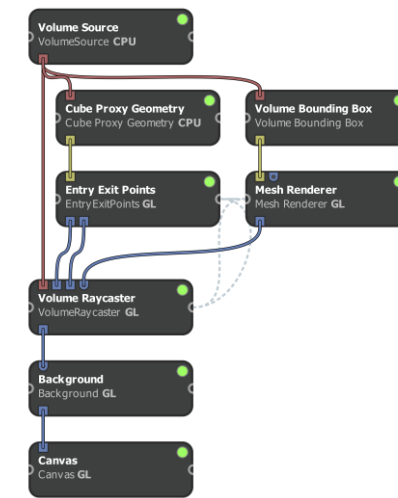 Volume Source
VolumeSource CPU
Cube Proxy Geometry
Cube Proxy Geometry CPU
Volume Bounding Box
Volume Bounding Box
Entry Exit Points
EntryExitPoints GL
Mesh Renderer
Mesh Renderer GL
Volume Raycaster
VolumeRaycaster GL
Background
Background GL
Canvas
Canvas GL